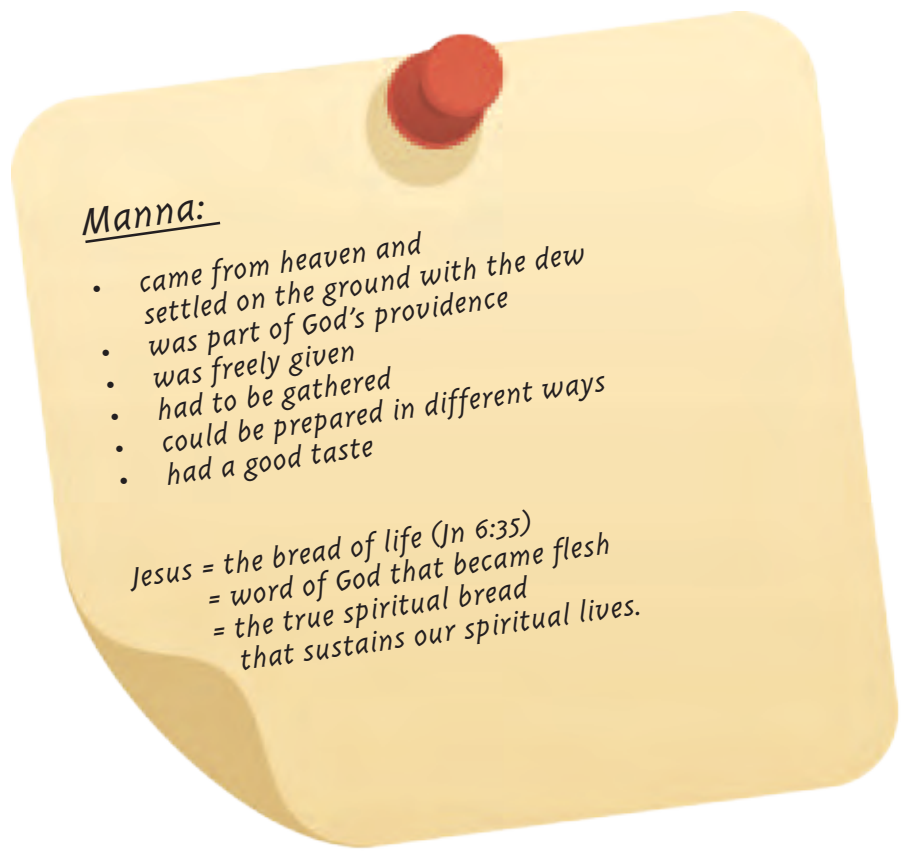 Manna:
• came from heaven and
settled on the ground with the dew
• was part of God's providence
• was freely given
• had to be gathered
• could be prepared in different ways
• had a good taste
Jesus = the bread of life (Jn 6:35)
= word of God that became flesh
= the true spiritual bread
that sustains our spiritual lives.